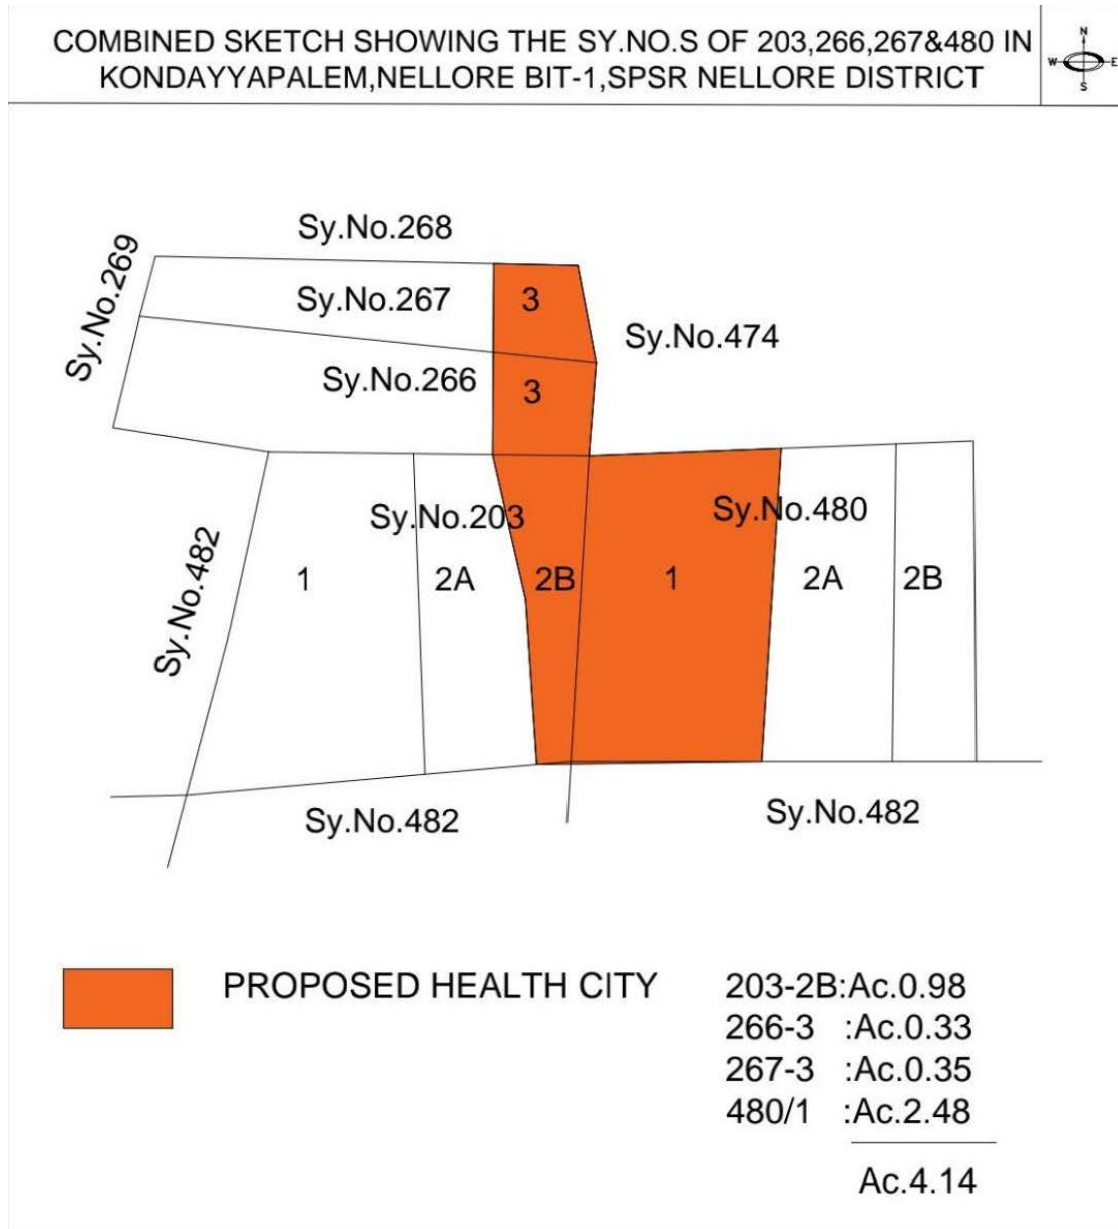 COMBINED SKETCH SHOWING THE SY.NO.S OF 203,266,267&480 IN
KONDAYYAPALEM,NELLORE BIT-1,SPSR NELLORE DISTRICT
N
W E
S
Sy.No.268
Sy.No.269
Sy.No.267
3
Sy.No.474
Sy.No.266
3
Sy.No.203
Sy.No.480
Sy.No.482
1
2A
2B
1
2A
2B
Sy.No.482
Sy.No.482
PROPOSED HEALTH CITY
203-2B:Ac.0.98
266-3 :Ac.0.33
267-3 :Ac.0.35
480/1 :Ac.2.48
Ac.4.14